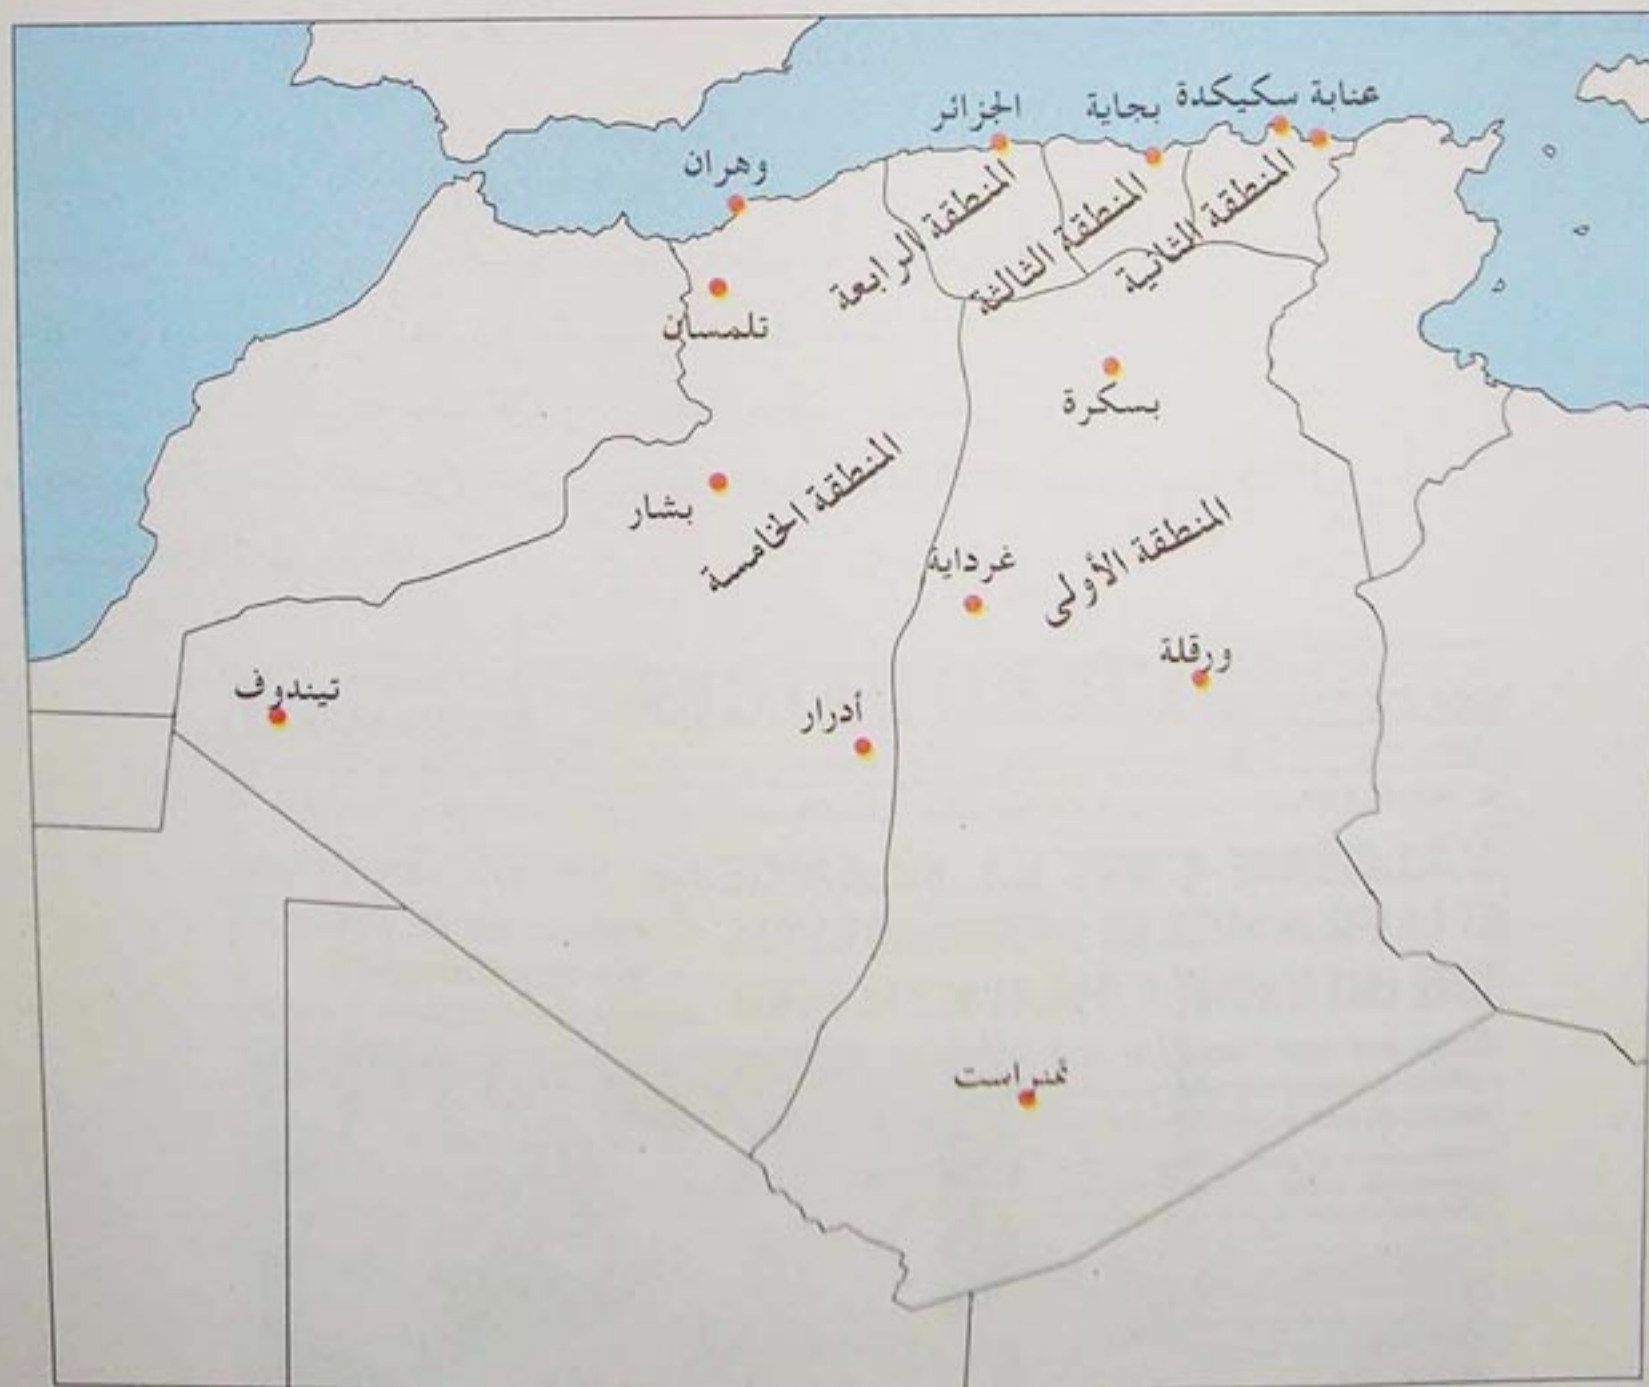 عنابة
سكيكدة
بجاية
الجزائر
وهران
المنطقة الثانية
المنطقة الثالثة
المنطقة الرابعة
تلمسان
بسكرة
بشار
المنطقة الخامسة
المنطقة الأولى
غرداية
ورقلة
تيندوف
أدرار
تمنراست